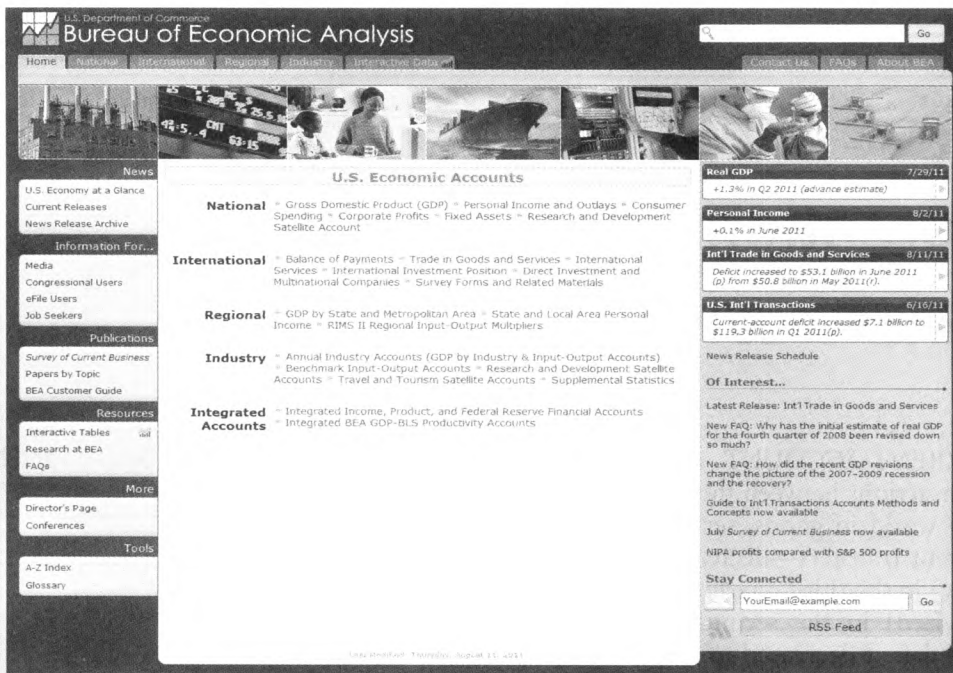 U.S. Department of Commerce
Bureau of Economic Analysis
Go
Home National International Regional Industry Interactive Data
Contact Us FAQs About BEA
News
U.S. Economy at a Glance
Current Releases
News Release Archive
Information For...
Media
Congressional Users
eFile Users
Job Seekers
Publications
Survey of Current Business
Papers by Topic
BEA Customer Guide
Resources
Interactive Tables
Research at BEA
FAQs
More
Director's Page
Conferences
Tools
A-Z Index
Glossary
U.S. Economic Accounts
National
Gross Domestic Product (GDP) Personal Income and Outlays Consumer
Spending Corporate Profits Fixed Assets Research and Development
Satellite Account
International
Balance of Payments Trade in Goods and Services International
Services International Investment Position Direct Investment and
Multinational Companies Survey Forms and Related Materials
Regional
GDP by State and Metropolitan Area State and Local Area Personal
Income RIMS II Regional Input-Output Multipliers
Industry
Annual Industry Accounts (GDP by Industry & Input-Output Accounts)
Benchmark Input-Output Accounts Research and Development Satellite
Accounts Travel and Tourism Satellite Accounts Supplemental Statistics
Integrated
Accounts
Integrated Income, Product, and Federal Reserve Financial Accounts
Integrated BEA GDP-BLS Productivity Accounts
Real GDP 7/29/11
+1.3% in Q2 2011 (advance estimate)
Personal Income 8/2/11
+0.1% in June 2011
Int'l Trade in Goods and Services 8/11/11
Deficit increased to $53.1 billion in June 2011
(p) from $50.8 billion in May 2011(r).
U.S. Int'l Transactions 6/16/11
Current-account deficit increased $7.1 billion to
$119.3 billion in Q1 2011(p).
News Release Schedule
Of Interest...
Latest Release: Int'l Trade in Goods and Services
New FAQ: Why has the initial estimate of real GDP
for the fourth quarter of 2008 been revised down
so much?
New FAQ: How did the recent GDP revisions
change the picture of the 2007-2009 recession
and the recovery?
Guide to Int'l Transactions Accounts Methods and
Concepts now available
July Survey of Current Business now available
NIPA profits compared with S&P 500 profits
Stay Connected
YourEmail@example.com Go
RSS Feed